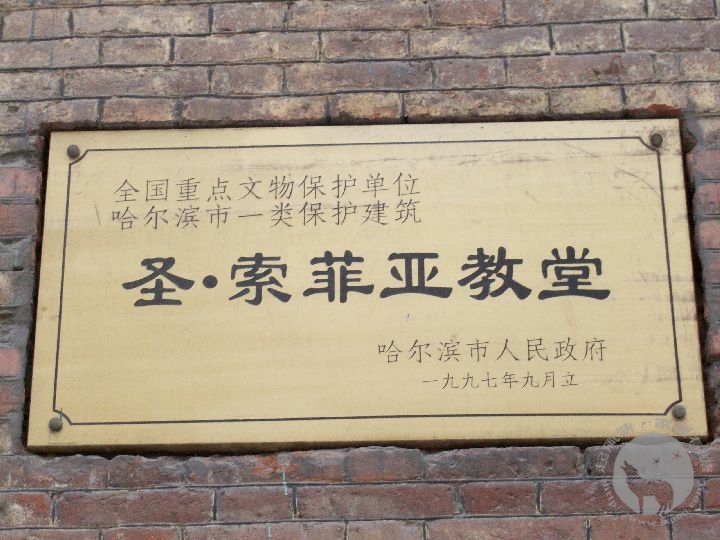 全国重点文物保护单位
哈尔滨市一类保护建筑
圣·索菲亚教堂
哈尔滨市人民政府
一九九七年九月立